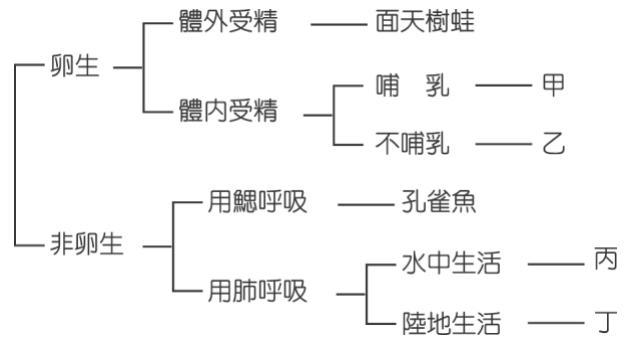 體外受精 面天樹蛙
卵生
體內受精 哺 乳 甲
不哺乳 乙
用鰓呼吸 孔雀魚
非卵生
用肺呼吸 水中生活 丙
陸地生活 丁